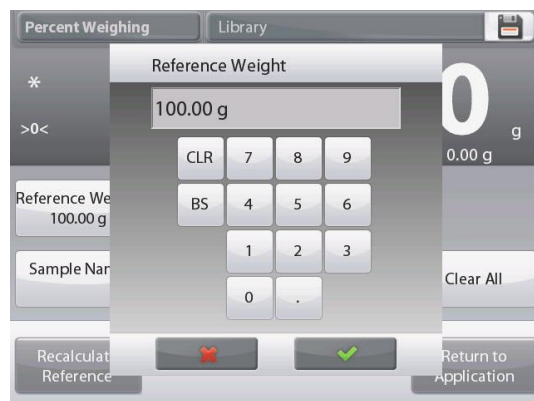 Percent Weighing
Library
Reference Weight
*
100.00 g
0
>0<
g
CLR 7 8 9
0.00 g
Reference We
100.00 g
BS 4 5 6
1 2 3
Sample Nar
Clear All
0 .
Recalculat
Reference
Return to
Application